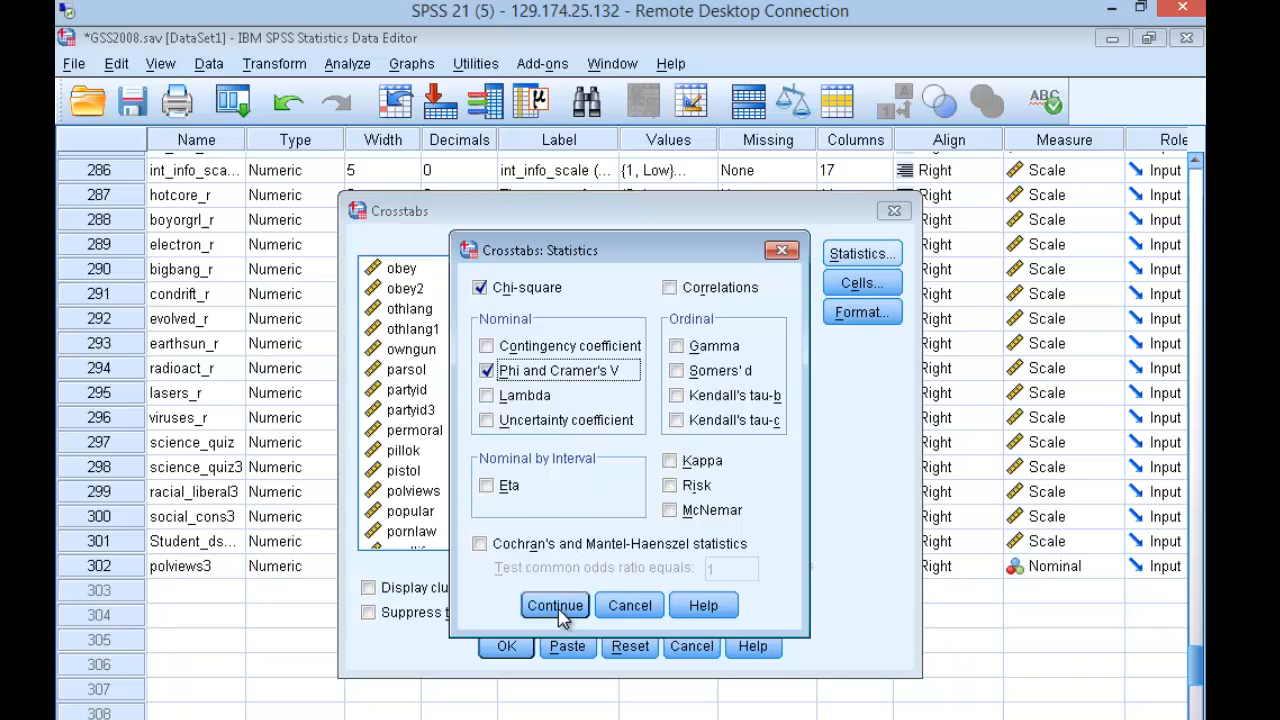 SPSS 21 (5) - 129.174.25.132 - Remote Desktop Connection
*GSS2008.sav [DataSet1] - IBM SPSS Statistics Data Editor
File Edit View Data Transform Analyze Graphs Utilities Add-ons Window Help
Name Type Width Decimals Label Values Missing Columns Align Measure Role
286 int_info_sca... Numeric 5 0 int_info_scale (... {1, Low}... None 17 Right Scale Input
287 hotcore_r Numeric Right Scale Input
288 boyorgrl_r Numeric Right Scale Input
289 electron_r Numeric Right Scale Input
290 bigbang_r Numeric Right Scale Input
291 condrift_r Numeric Right Scale Input
292 evolved_r Numeric Right Scale Input
293 earthsun_r Numeric Right Scale Input
294 radioact_r Numeric Right Scale Input
295 lasers_r Numeric Right Scale Input
296 viruses_r Numeric Right Scale Input
297 science_quiz Numeric Right Scale Input
298 science_quiz3 Numeric Right Scale Input
299 racial_liberal3 Numeric Right Scale Input
300 social_cons3 Numeric Right Scale Input
301 Student_ds... Numeric Right Scale Input
302 polviews3 Numeric Right Nominal Input
303
304
305
306
307
308
Crosstabs
obey
obey2
othlang
othlang1
owngun
parsol
partyid
partyid3
permoral
pillok
pistol
polviews
popular
pornlaw
Statistics...
Cells...
Format...
Display clu
Suppress t
OK Paste Reset Cancel Help
Crosstabs: Statistics
Chi-square Correlations
Nominal Ordinal
Contingency coefficient Gamma
Phi and Cramer's V Somers' d
Lambda Kendall's tau-b
Uncertainty coefficient Kendall's tau-c
Nominal by Interval Kappa
Eta Risk
McNemar
Cochran's and Mantel-Haenszel statistics
Test common odds ratio equals: 1
Continue Cancel Help
ABC
A